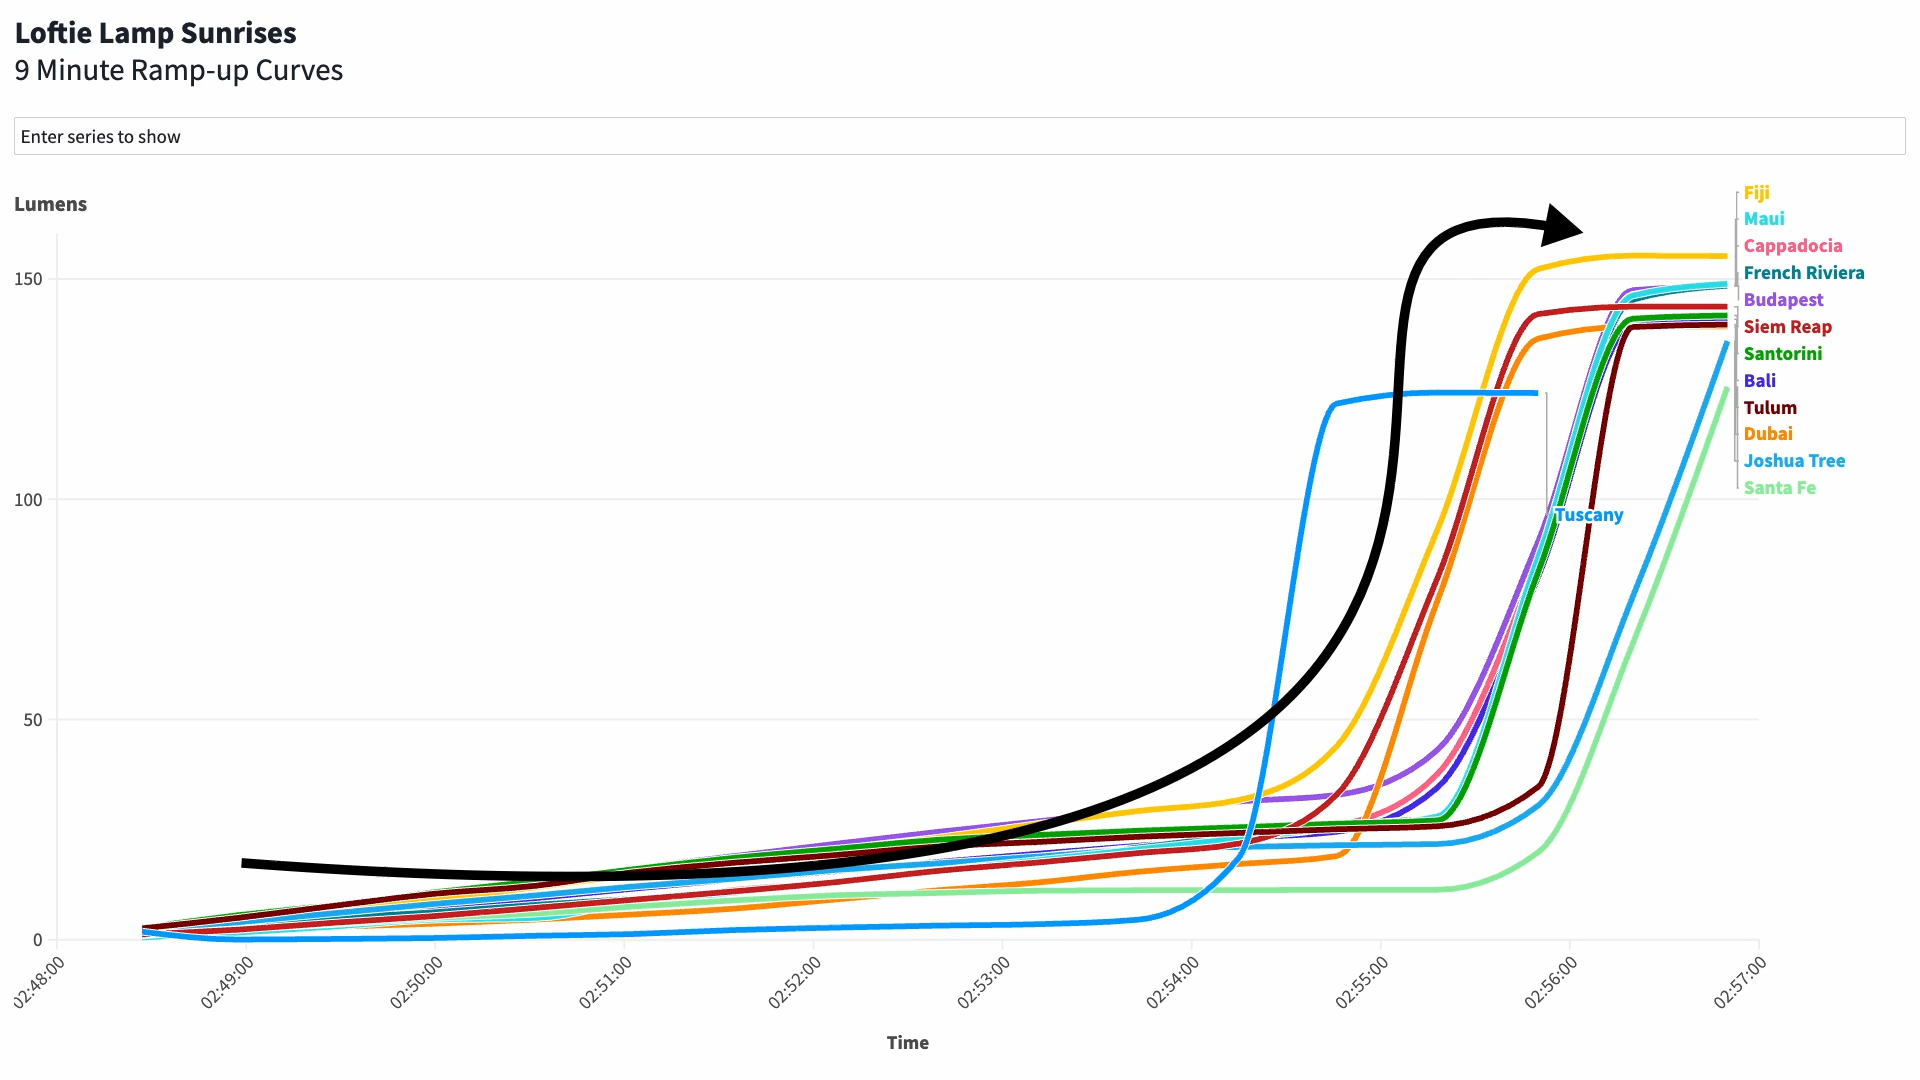 Loftie Lamp Sunrises
9 Minute Ramp-up Curves
Enter series to show
Lumens
150
100
50
0
Fiji
Maui
Cappadocia
French Riviera
Budapest
Siem Reap
Santorini
Bali
Tulum
Dubai
Joshua Tree
Santa Fe
Tuscany
02:48:00
02:49:00
02:50:00
02:51:00
02:52:00
02:53:00
02:54:00
02:55:00
02:56:00
02:57:00
Time